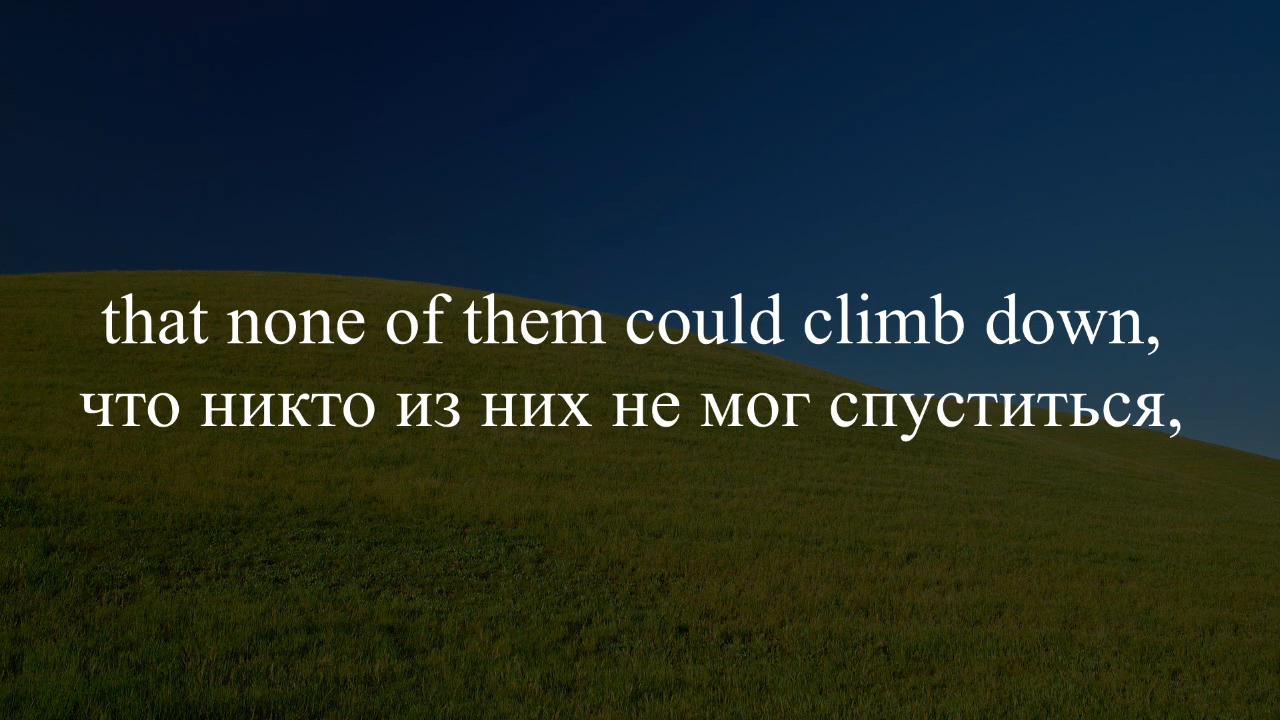 that none of them could climb down,
что никто из них не мог спуститься,